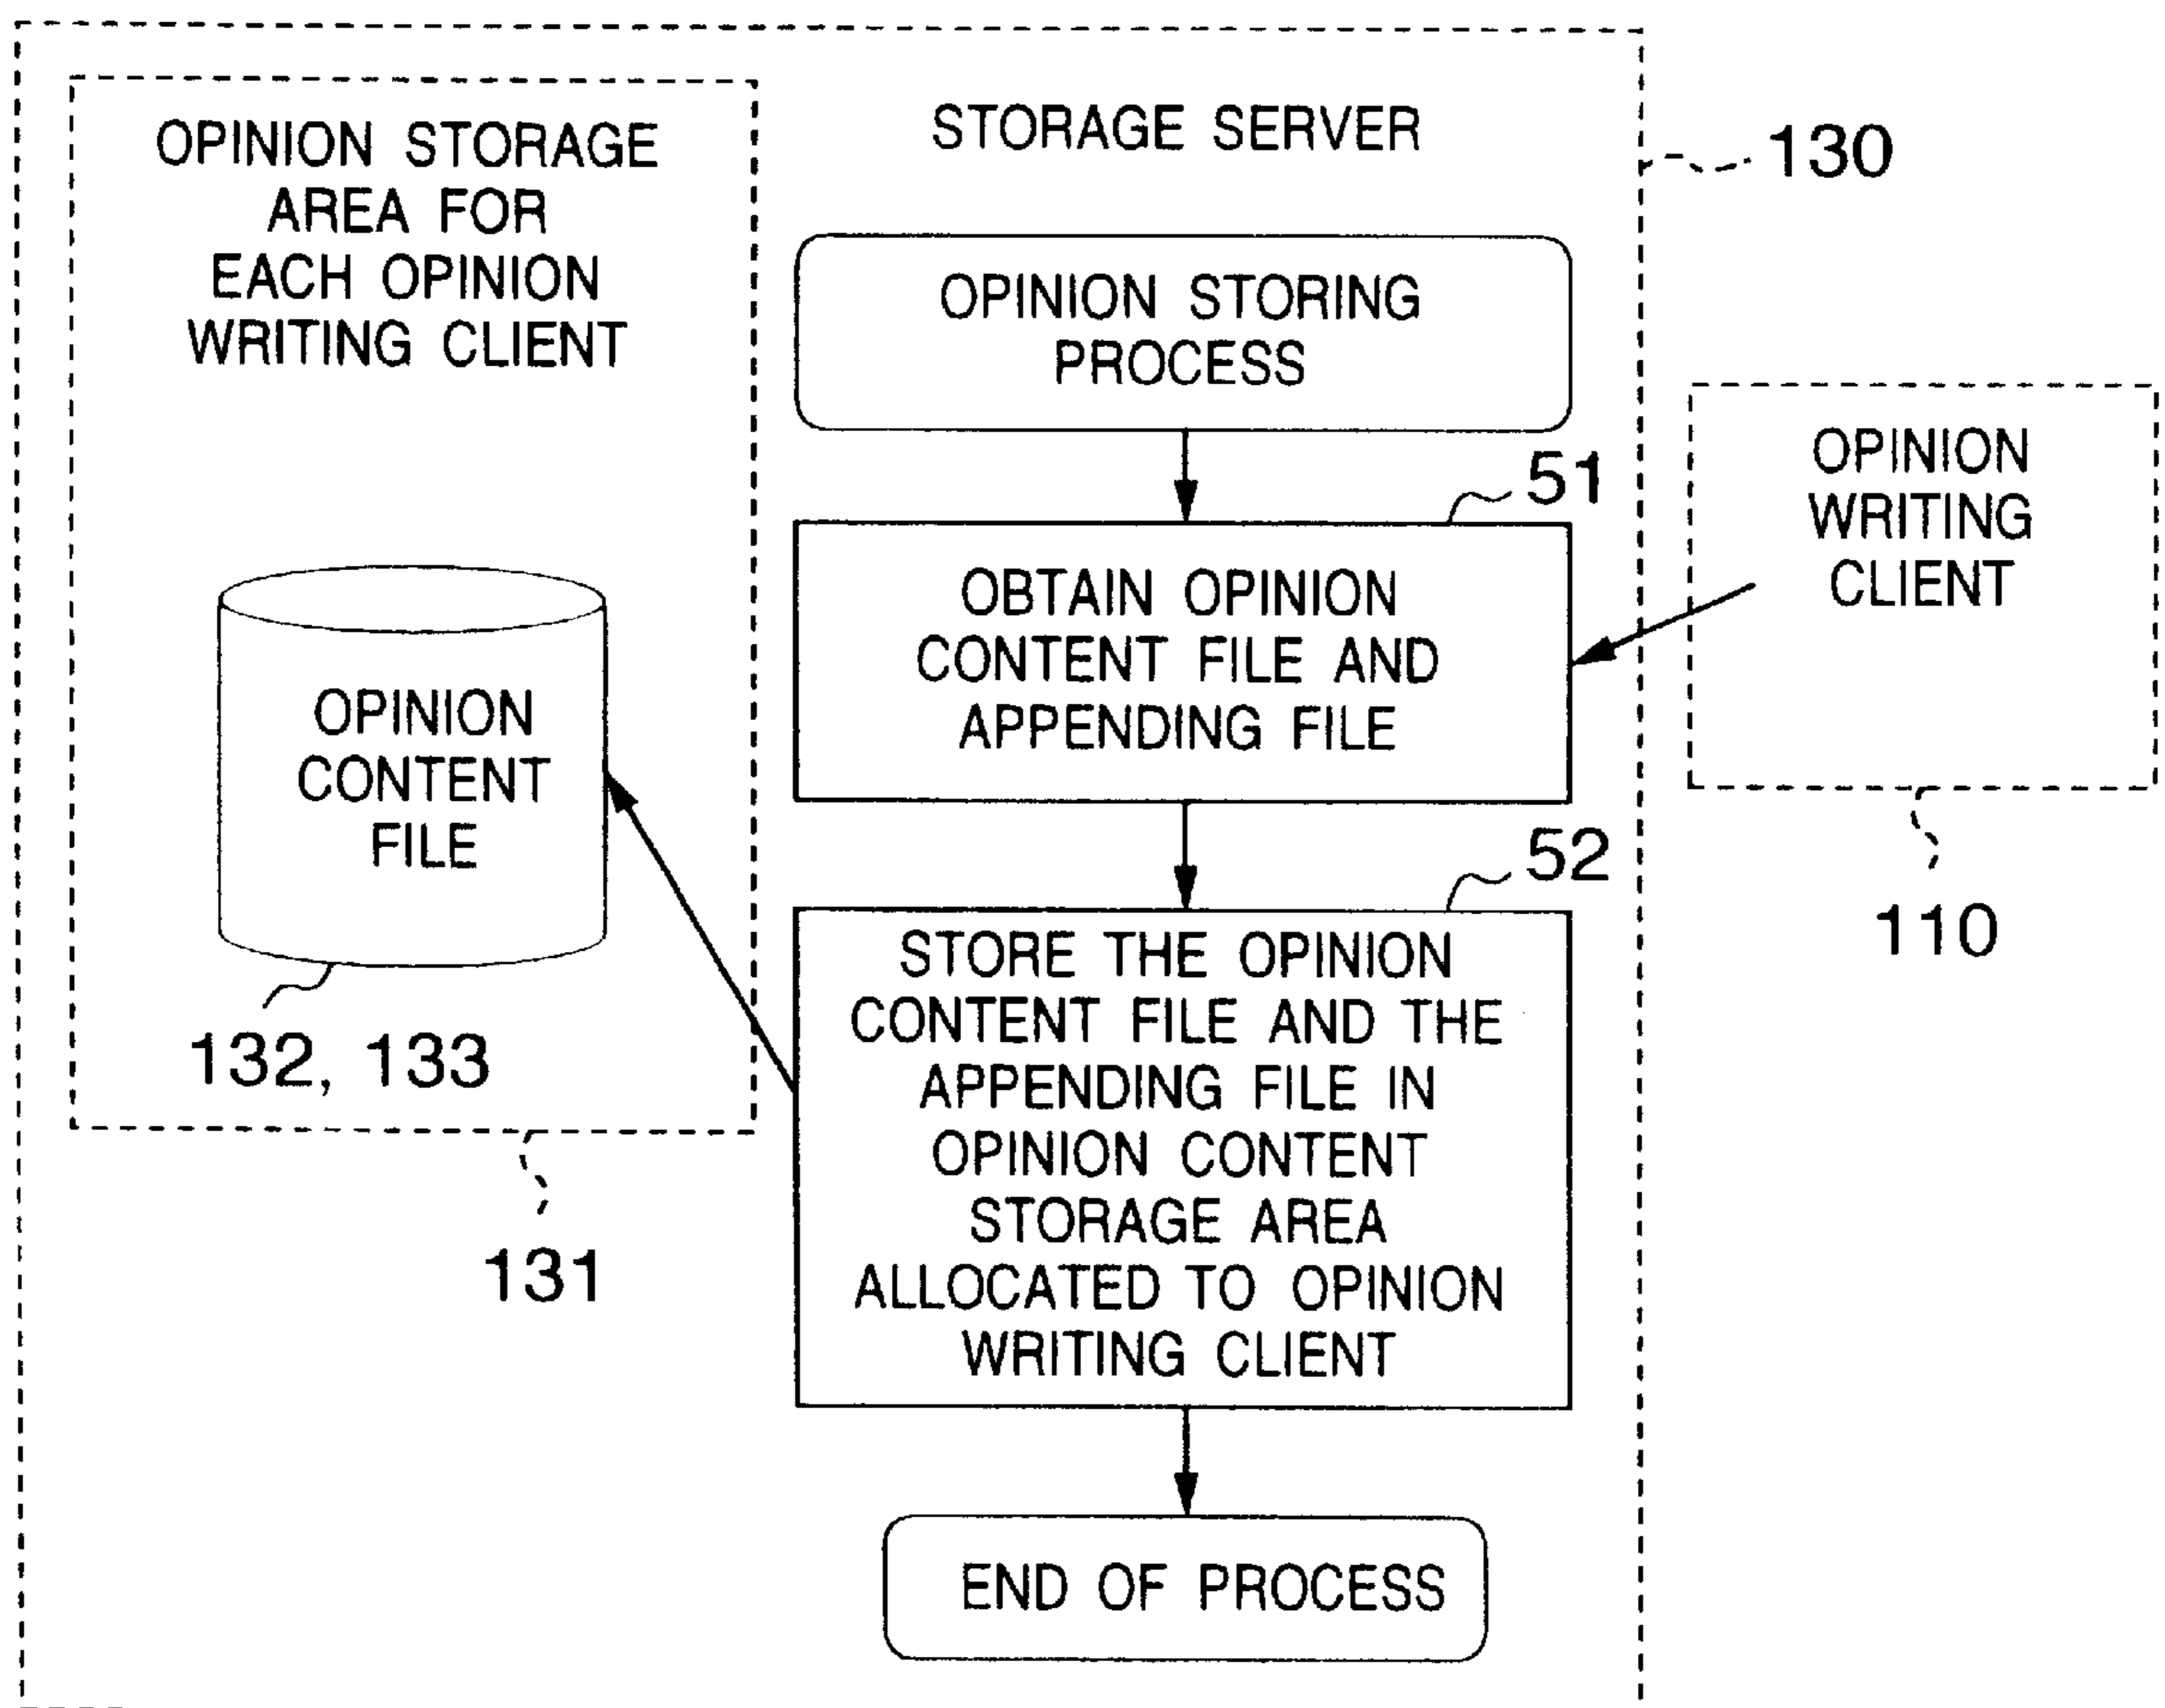 STORAGE SERVER
130
OPINION STORAGE
AREA FOR
EACH OPINION
WRITING CLIENT
OPINION STORING
PROCESS
51
OPINION
WRITING
CLIENT
110
OBTAIN OPINION
CONTENT FILE AND
APPENDING FILE
OPINION
CONTENT
FILE
132, 133
131
52
STORE THE OPINION
CONTENT FILE AND THE
APPENDING FILE IN
OPINION CONTENT
STORAGE AREA
ALLOCATED TO OPINION
WRITING CLIENT
END OF PROCESS